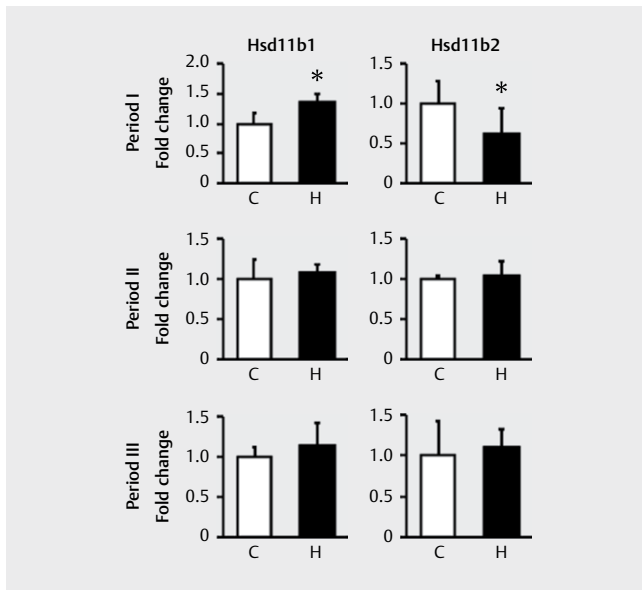 Hsd11b1
Hsd11b2
Period I
Fold change
2.0
1.5
1.0
0.5
0
*
C
H
1.5
1.0
0.5
0
*
C
H
Period II
Fold change
1.5
1.0
0.5
0
C
H
1.5
1.0
0.5
0
C
H
Period III
Fold change
1.5
1.0
0.5
0
C
H
1.5
1.0
0.5
0
C
H